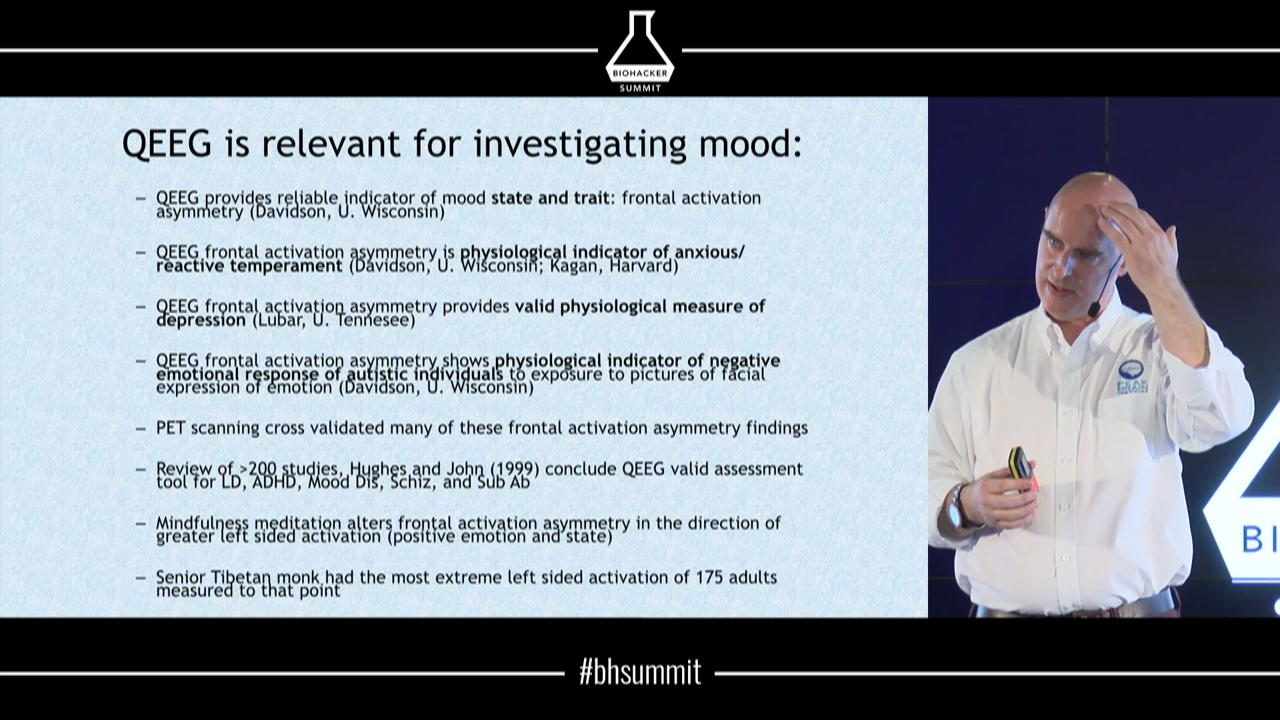 BIOHACKER
SUMMIT
QEEG is relevant for investigating mood:
– QEEG provides reliable indicator of mood state and trait: frontal activation
asymmetry (Davidson, U. Wisconsin)
– QEEG frontal activation asymmetry is physiological indicator of anxious/
reactive temperament (Davidson, U. Wisconsin; Kagan, Harvard)
– QEEG frontal activation asymmetry provides valid physiological measure of
depression (Lubar, U. Tennesee)
– QEEG frontal activation asymmetry shows physiological indicator of negative
emotional response of autistic individuals to exposure to pictures of facial
expression of emotion (Davidson, U. Wisconsin)
– PET scanning cross validated many of these frontal activation asymmetry findings
– Review of >200 studies, Hughes and John (1999) conclude QEEG valid assessment
tool for LD, ADHD, Mood Dis, Schiz, and Sub Ab
– Mindfulness meditation alters frontal activation asymmetry in the direction of
greater left sided activation (positive emotion and state)
– Senior Tibetan monk had the most extreme left sided activation of 175 adults
measured to that point
PEAK
BI
#bhsummit